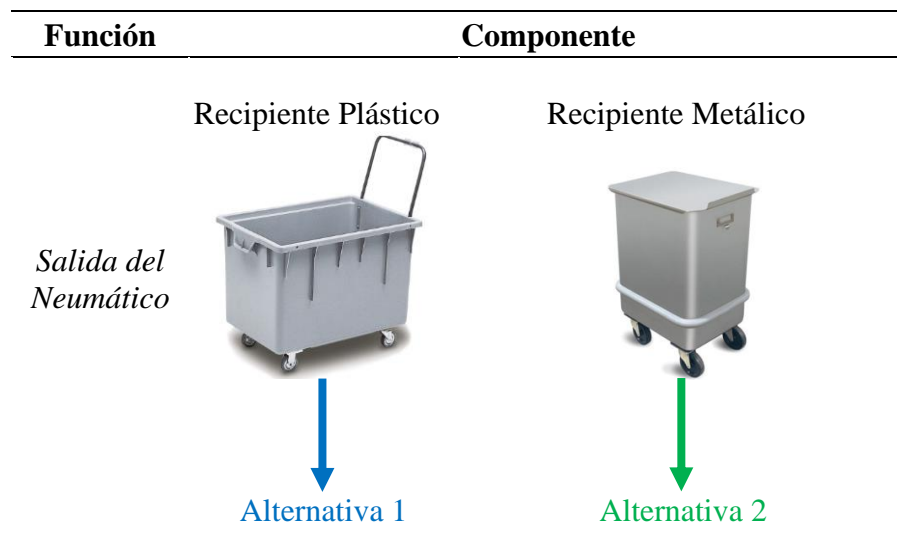 Función Componente
Recipiente Plástico Recipiente Metálico
Salida del
Neumático
Alternativa 1 Alternativa 2